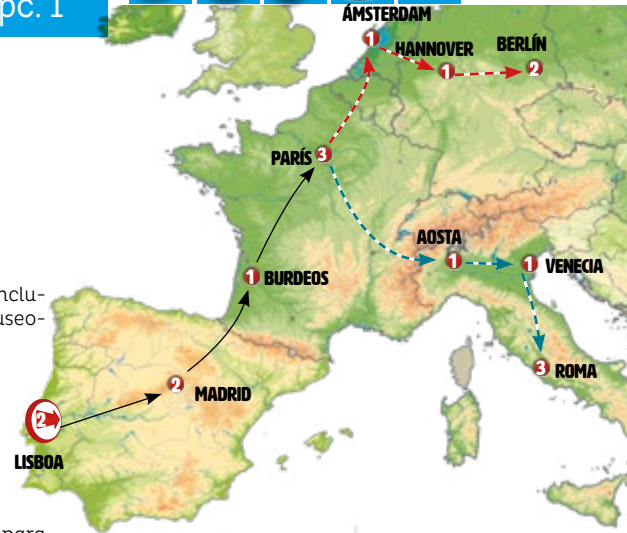 pc. 1
ÁMSTERDAM
1
HANNOVER
1
BERLÍN
2
PARÍS
3
AOSTA
1
1
VENECIA
1
BURDEOS
nclu-
useo-
3
ROMA
2
MADRID
2
LISBOA
para